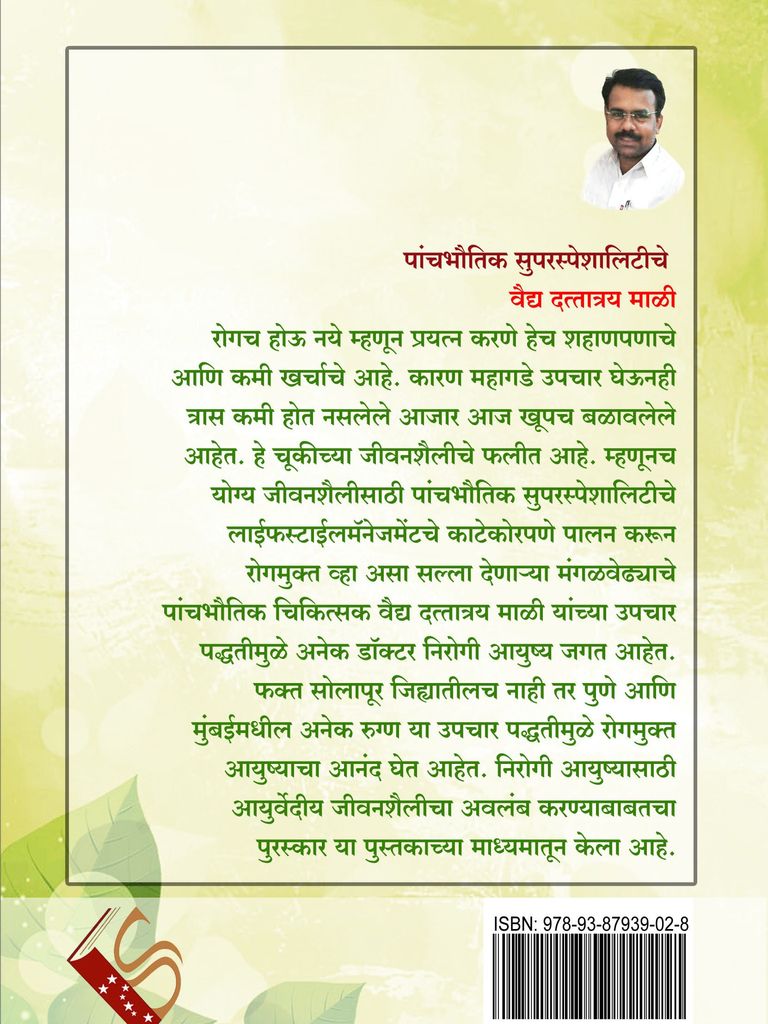 पांचभौतिक सुपरस्पेशालिटीचे
वैद्य दत्तात्रय माळी
रोगच होऊ नये म्हणून प्रयत्न करणे हेच शहाणपणाचे
आणि कमी खर्चाचे आहे. कारण महागडे उपचार घेऊनही
त्रास कमी होत नसलेले आजार आज खूपच बळावलेले
आहेत. हे चूकीच्या जीवनशैलीचे फलीत आहे. म्हणूनच
योग्य जीवनशैलीसाठी पांचभौतिक सुपरस्पेशालिटीचे
लाईफस्टाईलमॅनेजमेंटचे काटेकोरपणे पालन करून
रोगमुक्त व्हा असा सल्ला देणाऱ्या मंगळवेढ्याचे
पांचभौतिक चिकित्सक वैद्य दत्तात्रय माळी यांच्या उपचार
पद्धतीमुळे अनेक डॉक्टर निरोगी आयुष्य जगत आहेत.
फक्त सोलापूर जिह्यातीलच नाही तर पुणे आणि
मुंबईमधील अनेक रुग्ण या उपचार पद्धतीमुळे रोगमुक्त
आयुष्याचा आनंद घेत आहेत. निरोगी आयुष्यासाठी
आयुर्वेदीय जीवनशैलीचा अवलंब करण्याबाबतचा
पुरस्कार या पुस्तकाच्या माध्यमातून केला आहे.
ISBN: 978-93-87939-02-8